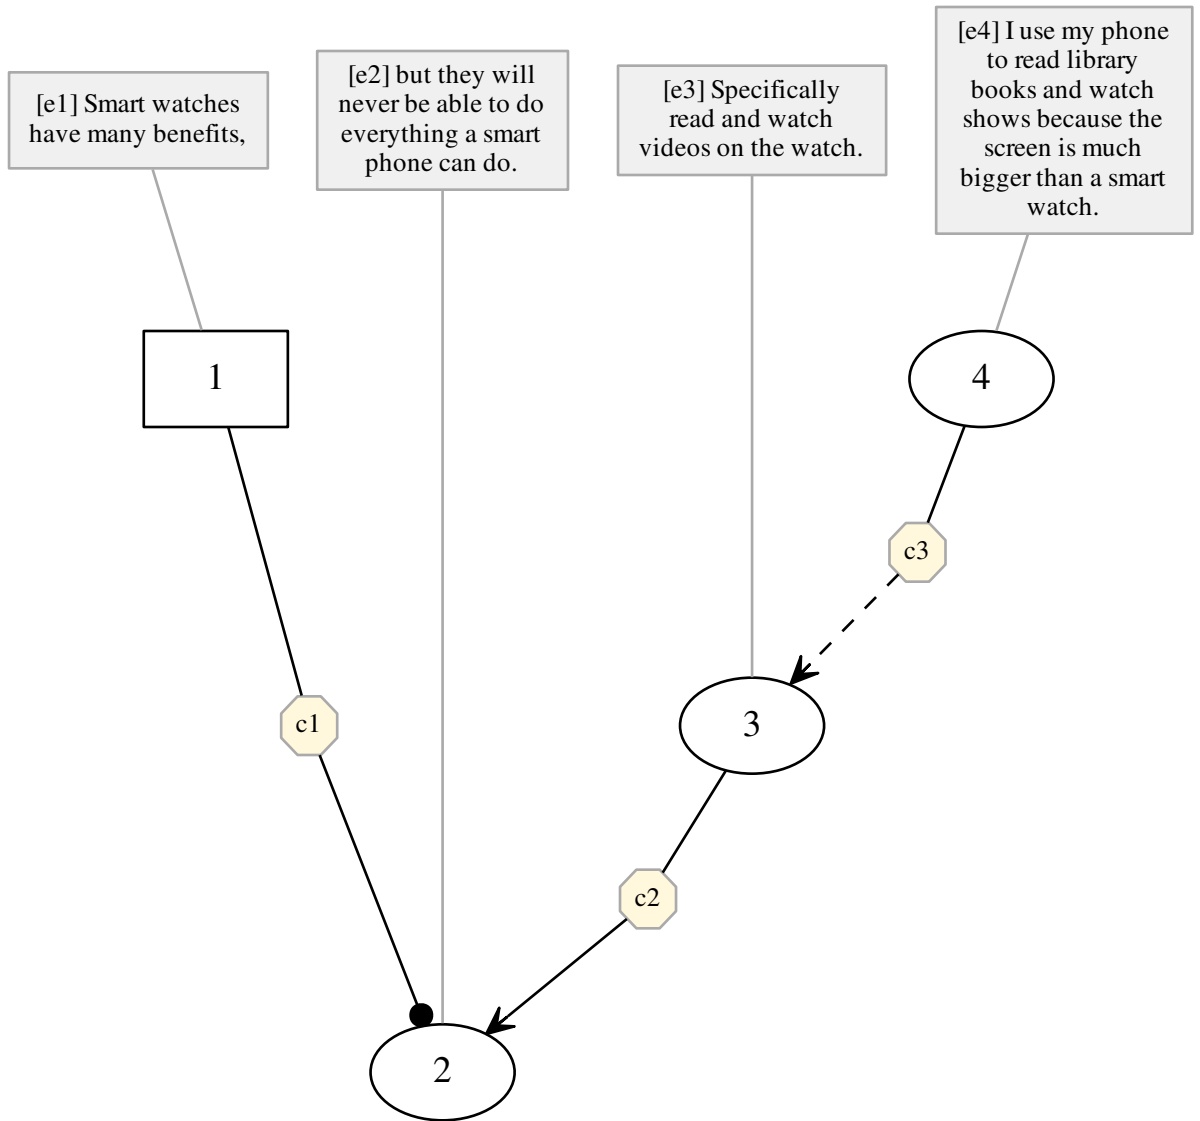 [e1] Smart watches
have many benefits,
[e2] but they will
never be able to do
everything a smart
phone can do.
[e3] Specifically
read and watch
videos on the watch.
[e4] I use my phone
to read library
books and watch
shows because the
screen is much
bigger than a smart
watch.
1
4
c3
c1
3
c2
2